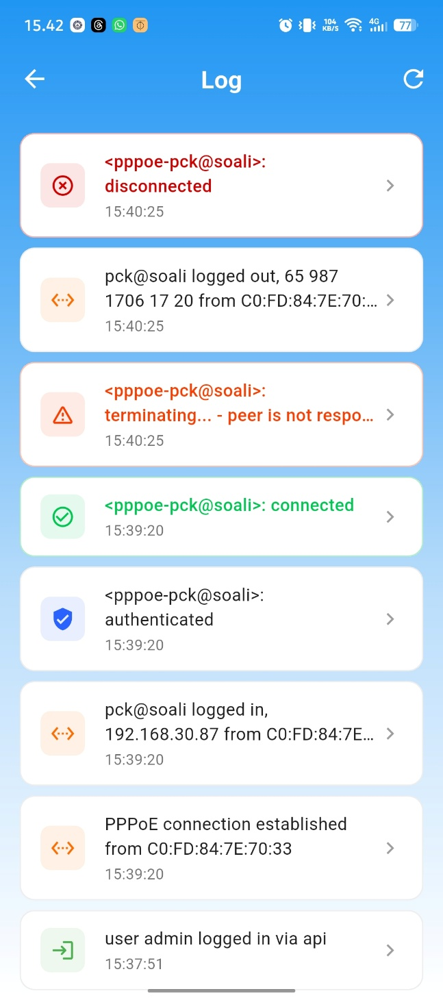 15.42
104
KB/S
4G
77
Log
<pppoe-pck@soali>:
disconnected
15:40:25
pck@soali logged out, 65 987
1706 17 20 from C0:FD:84:7E:70:...
15:40:25
<pppoe-pck@soali>:
terminating... - peer is not respo...
15:40:25
<pppoe-pck@soali>: connected
15:39:20
<pppoe-pck@soali>:
authenticated
15:39:20
pck@soali logged in,
192.168.30.87 from C0:FD:84:7E...
15:39:20
PPPoE connection established
from C0:FD:84:7E:70:33
15:39:20
user admin logged in via api
15:37:51